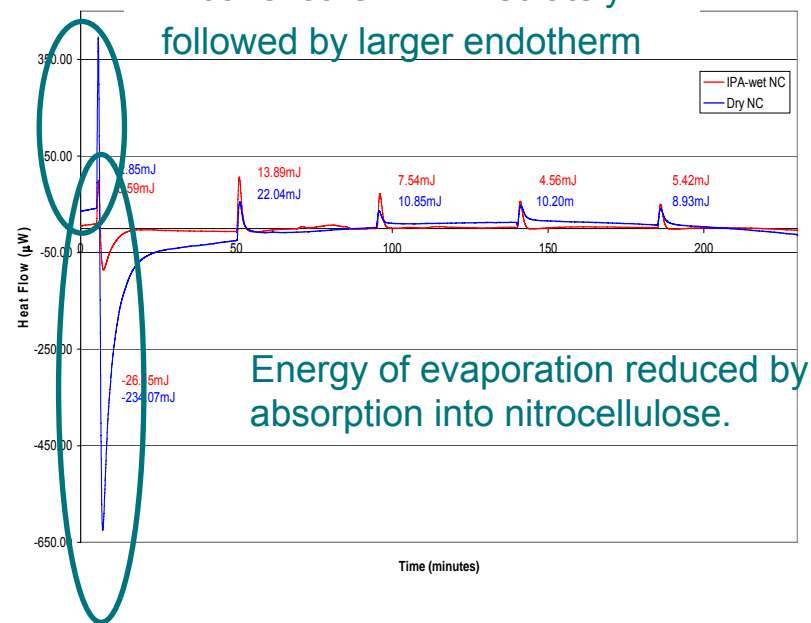 followed by larger endotherm
IPA-wet NC
Dry NC
350.00
50.00
-50.00
-250.00
-450.00
-650.00
13.89mJ
22.04mJ
7.54mJ
10.85mJ
4.56mJ
10.20m
5.42mJ
8.93mJ
0
50
100
150
200
Heat Flow (µW)
-234.07mJ
Energy of evaporation reduced by
absorption into nitrocellulose.
Time (minutes)